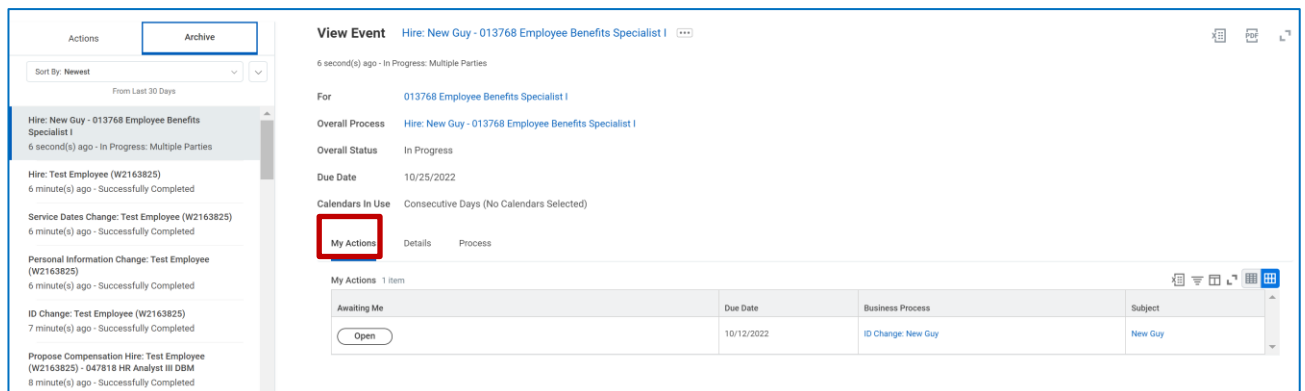 Actions
Archive
Sort By: Newest
From Last 30 Days
Hire: New Guy - 013768 Employee Benefits
Specialist I
6 second(s) ago - In Progress: Multiple Parties
Hire: Test Employee (W2163825)
6 minute(s) ago - Successfully Completed
Service Dates Change: Test Employee (W2163825)
6 minute(s) ago - Successfully Completed
Personal Information Change: Test Employee
(W2163825)
6 minute(s) ago - Successfully Completed
ID Change: Test Employee (W2163825)
7 minute(s) ago - Successfully Completed
Propose Compensation Hire: Test Employee
(W2163825) - 047818 HR Analyst III DBM
8 minute(s) ago - Successfully Completed
View Event Hire: New Guy - 013768 Employee Benefits Specialist I
PDF
6 second(s) ago - In Progress: Multiple Parties
For 013768 Employee Benefits Specialist I
Overall Process Hire: New Guy - 013768 Employee Benefits Specialist I
Overall Status In Progress
Due Date 10/25/2022
Calendars In Use Consecutive Days (No Calendars Selected)
My Actions Details Process
My Actions 1 item
Awaiting Me Due Date Business Process Subject
Open 10/12/2022 ID Change: New Guy New Guy